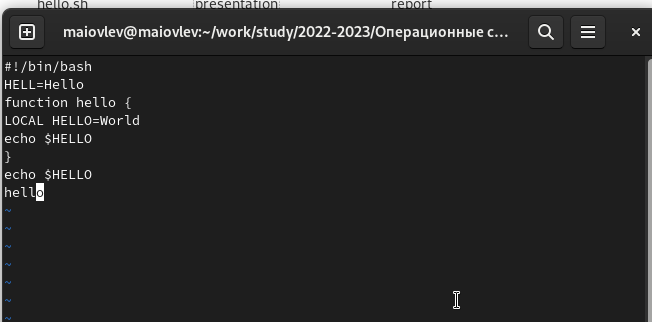 hello.sh presentation report
maiovlev@maiovlev:~/work/study/2022-2023/Операционные с...
#!/bin/bash
HELL=Hello
function hello {
LOCAL HELLO=World
echo $HELLO
}
echo $HELLO
hello
~
~
~
~
~
~
~